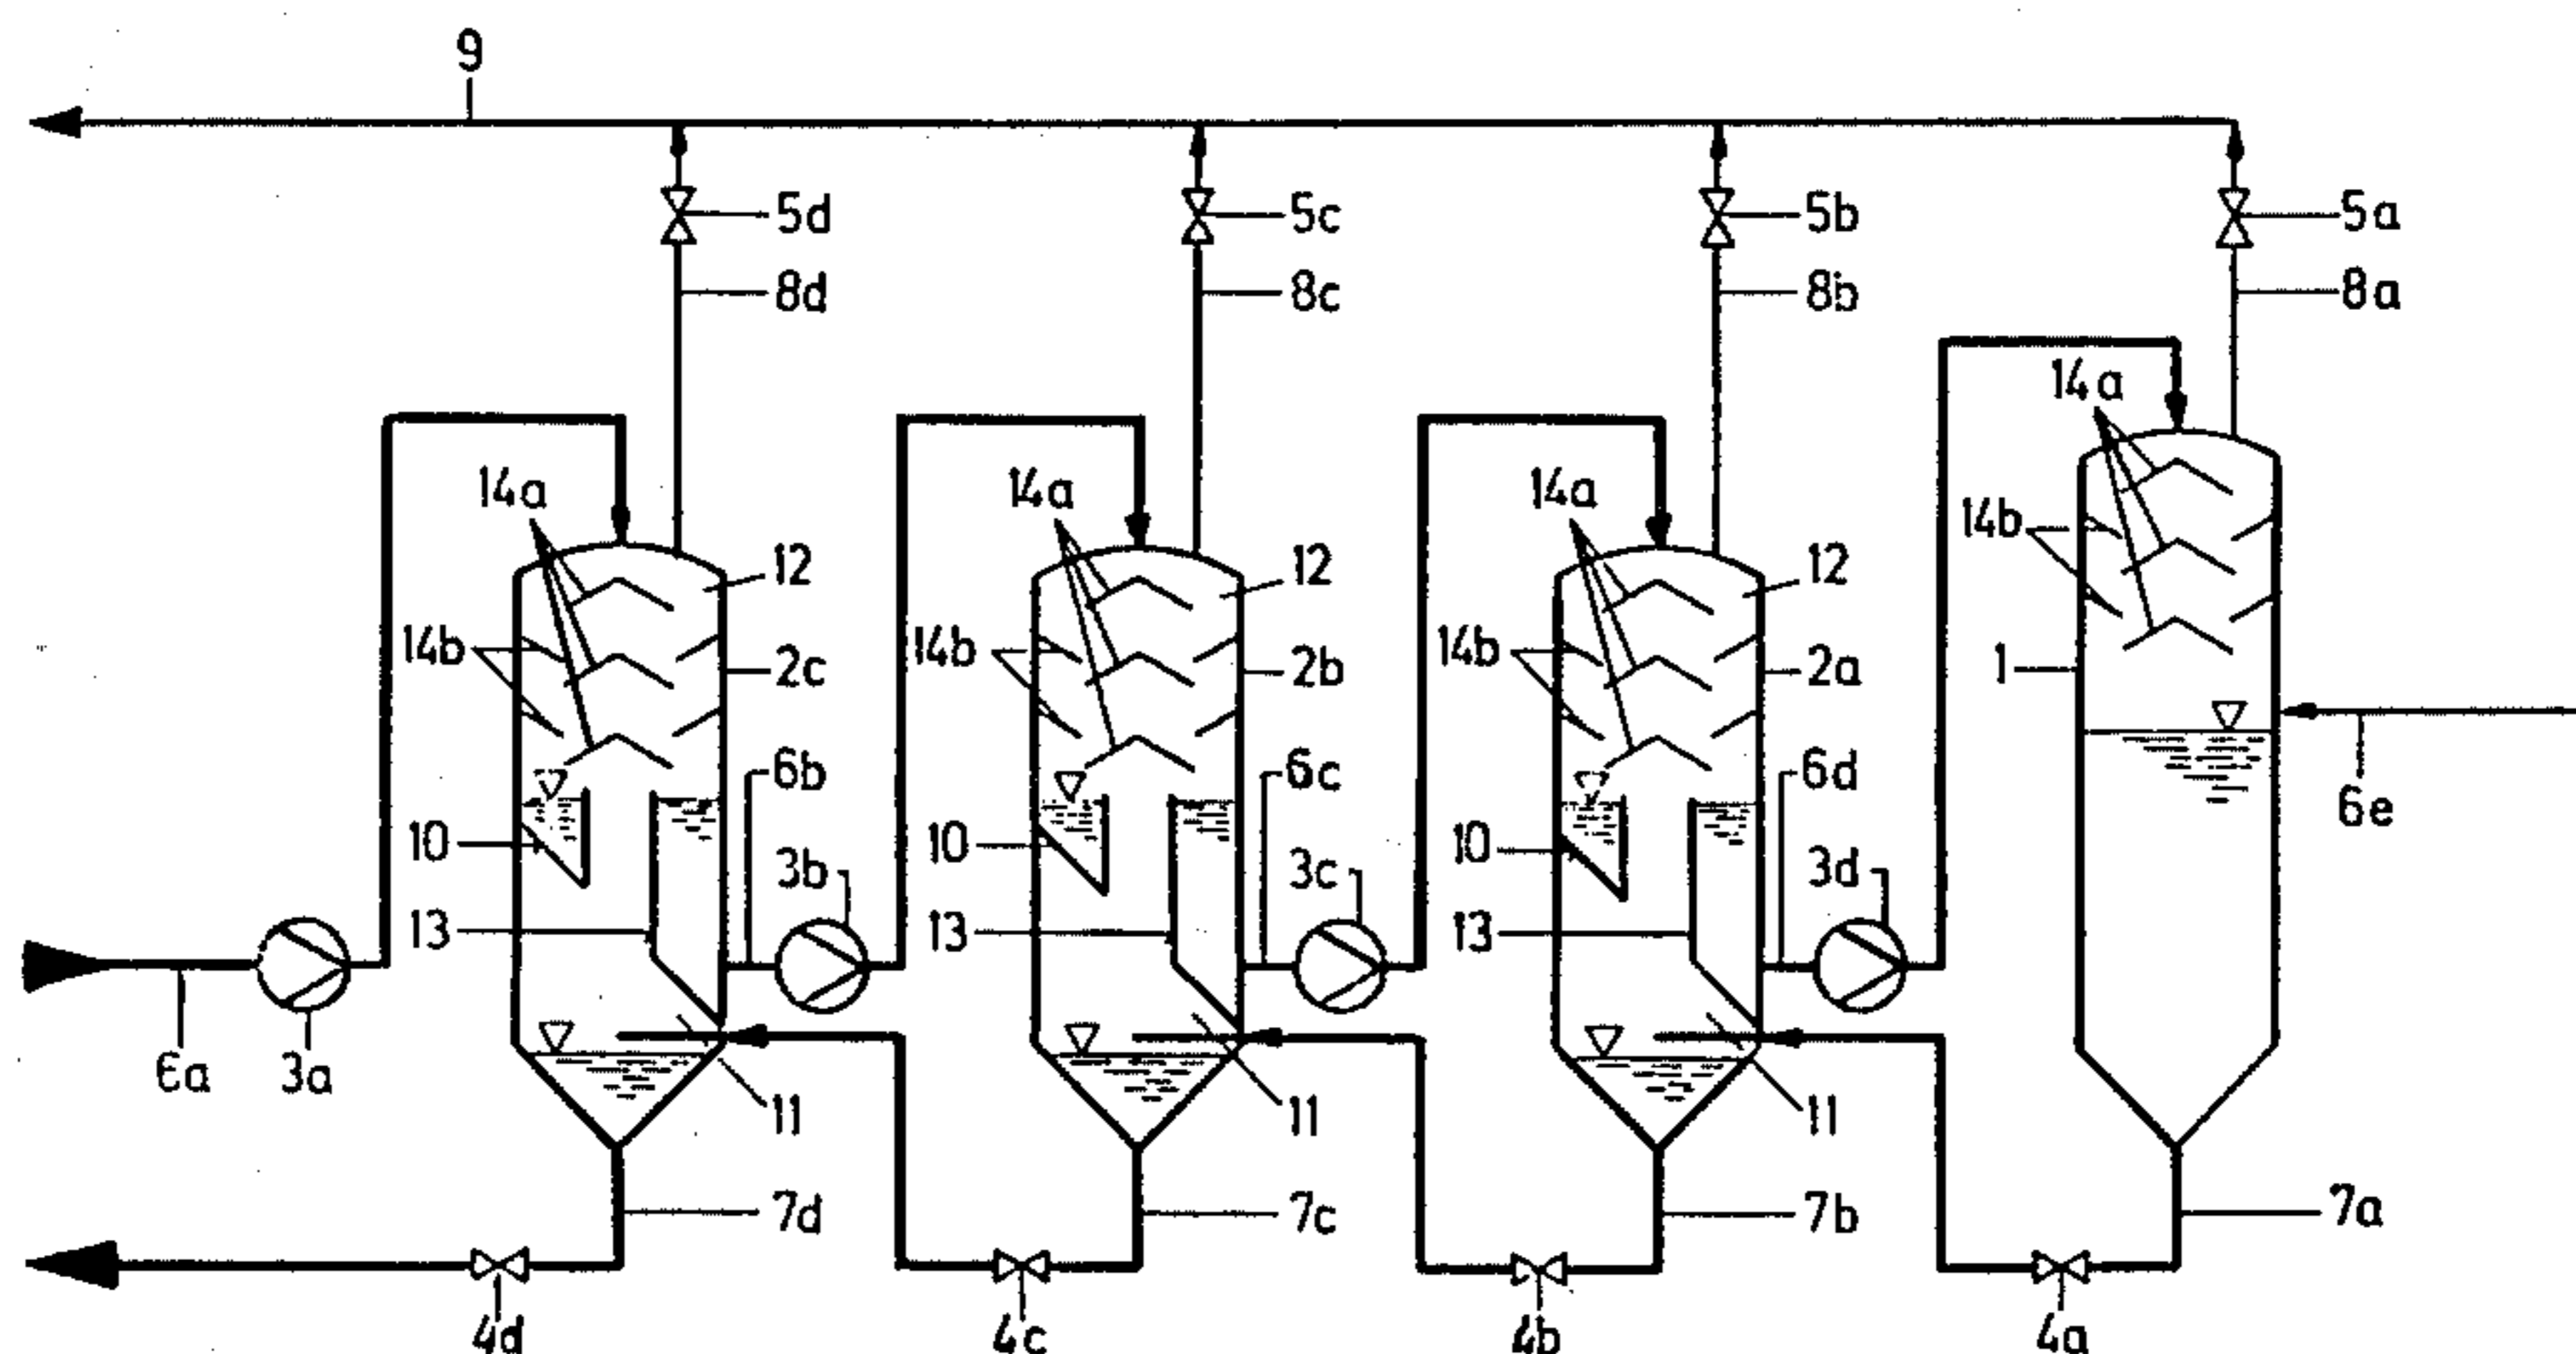 9
5d 5c 5b 5a
8d 8c 8b 8a
14a
14a 14a 14a
14b
12 12 12
14b 2c 14b 2b 14b 2a 1
6b 6c 6d 6e
10 3b 10 3c 10 3d
13 13 13
6a 3a
11 11 11
7d 7c 7b 7a
4d 4c 4b 4a